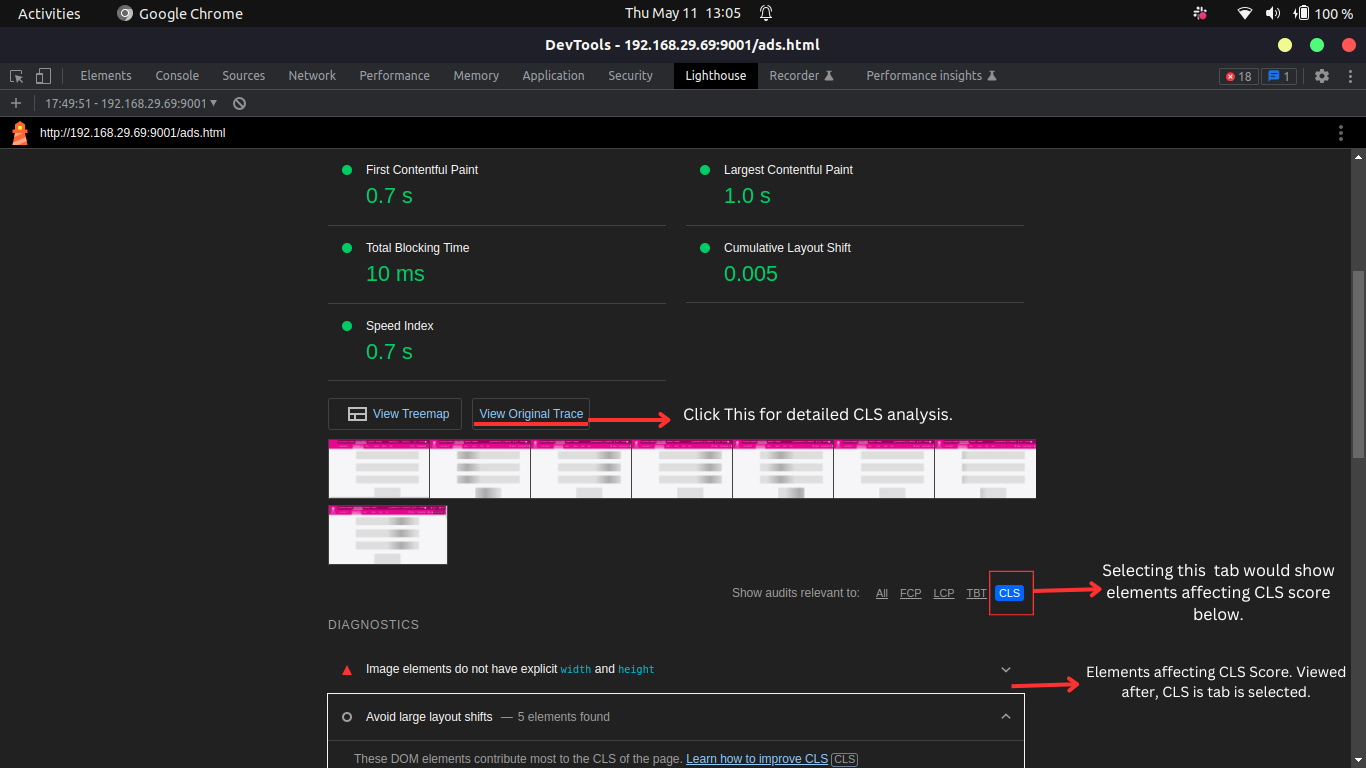 Activities Google Chrome Thu May 11 13:05 100 %
DevTools - 192.168.29.69:9001/ads.html
Elements Console Sources Network Performance Memory Application Security Lighthouse Recorder Performance insights 18 1
17:49:51 - 192.168.29.69:9001
http://192.168.29.69:9001/ads.html
First Contentful Paint
0.7 s
Largest Contentful Paint
1.0 s
Total Blocking Time
10 ms
Cumulative Layout Shift
0.005
Speed Index
0.7 s
View Treemap View Original Trace Click This for detailed CLS analysis.
Show audits relevant to: All FCP LCP TBT CLS
Selecting this tab would show
elements affecting CLS score
below.
DIAGNOSTICS
Image elements do not have explicit width and height
Elements affecting CLS Score. Viewed
after, CLS is tab is selected.
Avoid large layout shifts — 5 elements found
These DOM elements contribute most to the CLS of the page. Learn how to improve CLS CLS